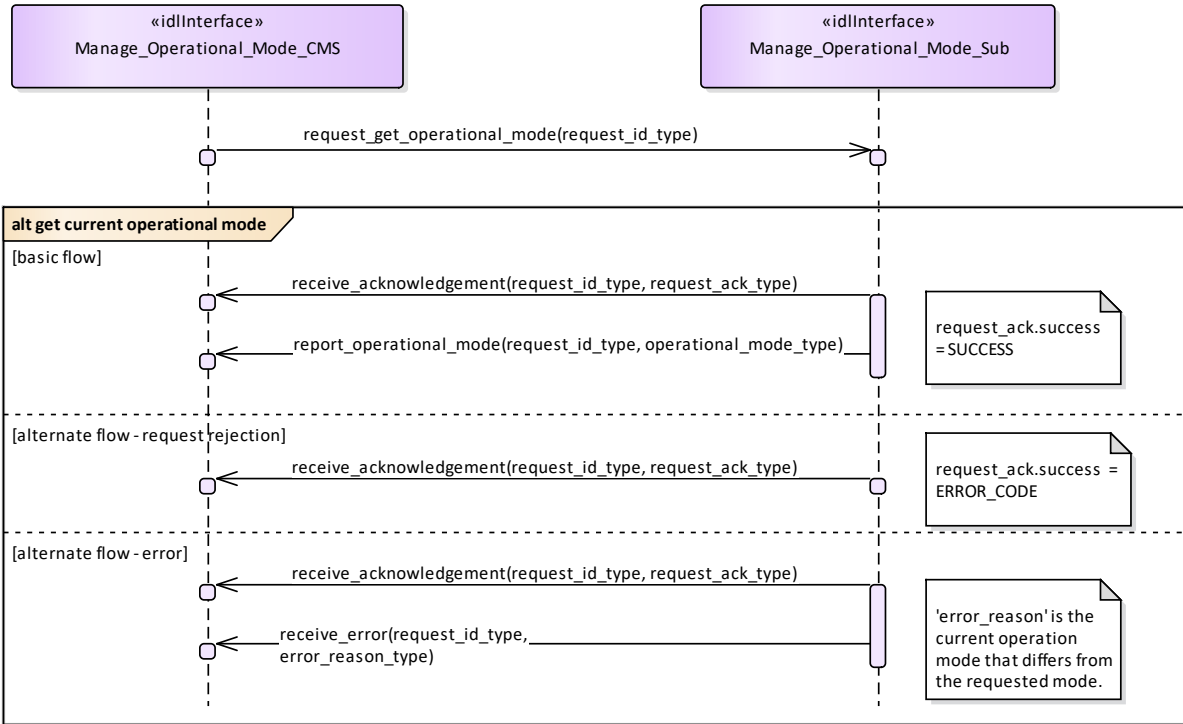 «idlInterface»
Manage_Operational_Mode_CMS
«idlInterface»
Manage_Operational_Mode_Sub
request_get_operational_mode(request_id_type)
alt get current operational mode
[basic flow]
receive_acknowledgement(request_id_type, request_ack_type)
request_ack.success
= SUCCESS
report_operational_mode(request_id_type, operational_mode_type)
[alternate flow - request rejection]
receive_acknowledgement(request_id_type, request_ack_type)
request_ack.success =
ERROR_CODE
[alternate flow - error]
receive_acknowledgement(request_id_type, request_ack_type)
receive_error(request_id_type,
error_reason_type)
'error_reason' is the
current operation
mode that differs from
the requested mode.